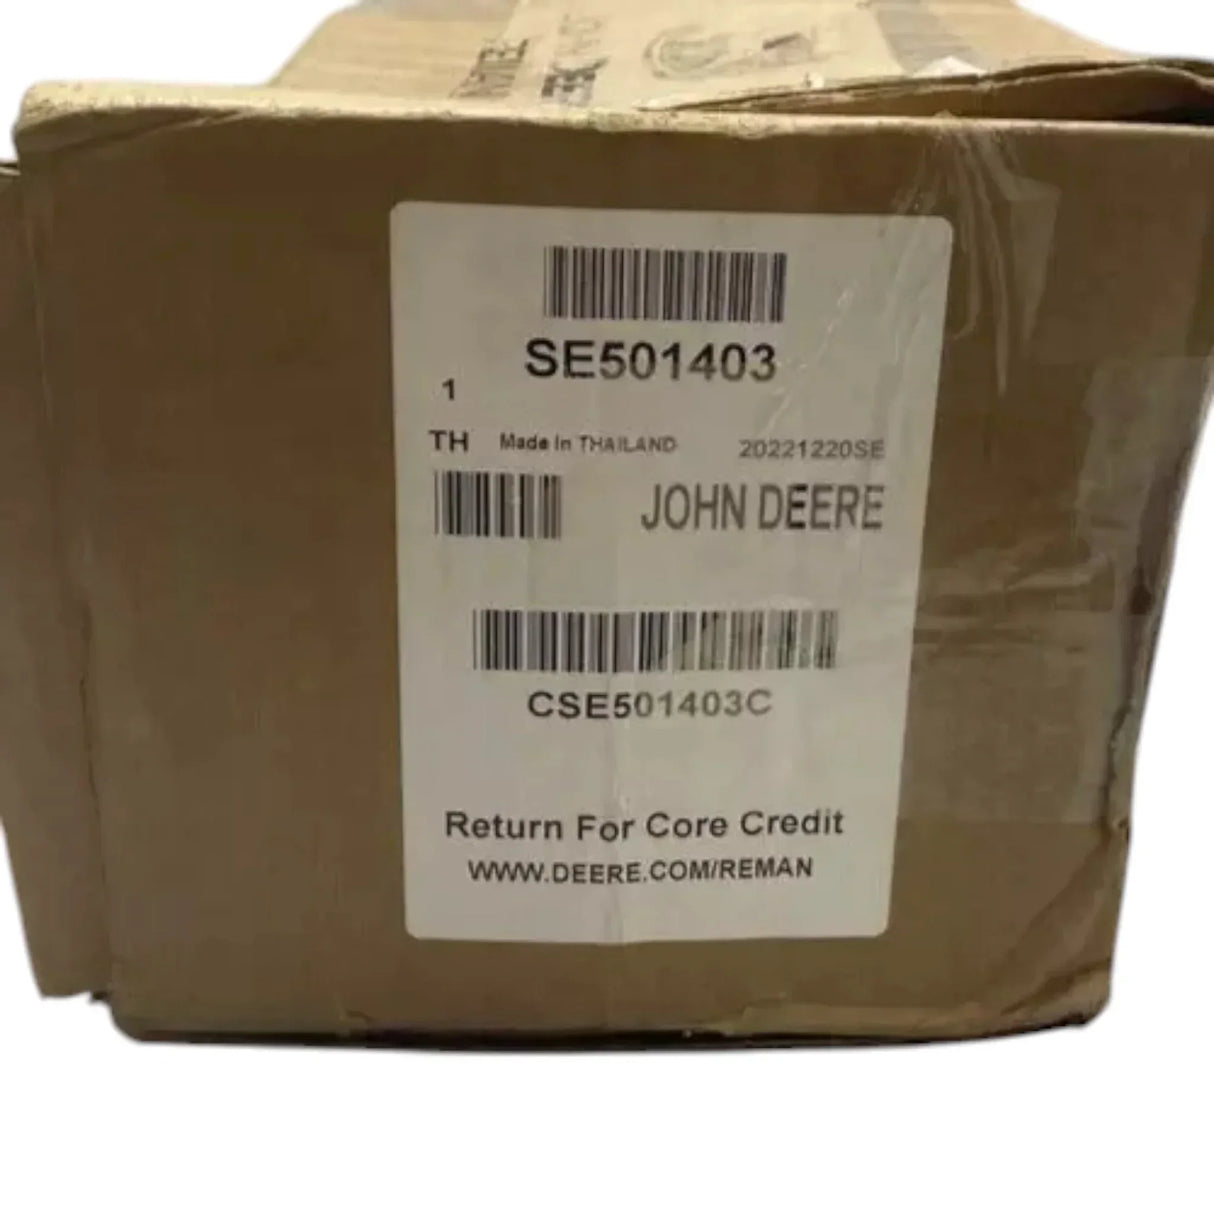 SE501403
1
TH Made In THAILAND 20221220SE
JOHN DEERE
CSE501403C
Return For Core Credit
WWW.DEERE.COM/REMAN